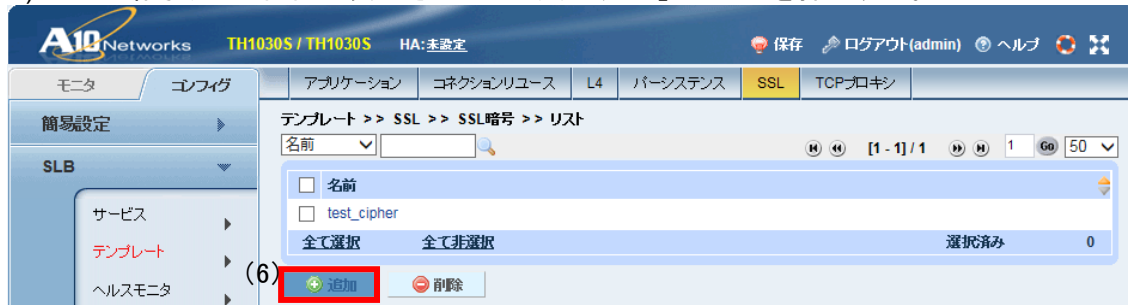 A10 Networks TH1030S / TH1030S HA:未設定 保存 ログアウト(admin) ヘルプ
モニタ コンフィグ アプリケーション コネクションリユース L4 パーシステンス SSL TCPプロキシ
簡易設定 テンプレート >> SSL >> SSL暗号 >> リスト
名前 [1 - 1] / 1 1 Go 50
SLB
名前
サービス test_cipher
テンプレート 全て選択 全て非選択 選択済み 0
(6) 追加 削除
ヘルスモニタ